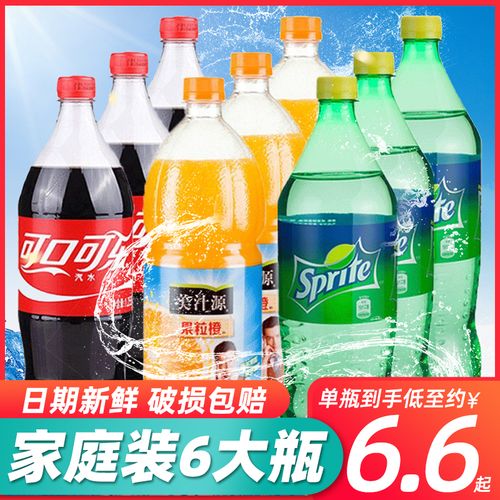 可口可乐
汽水
美汁源
果粒橙
Sprite
日期新鲜 破损包赔
家庭装6大瓶
单瓶到手低至约¥
6.6起